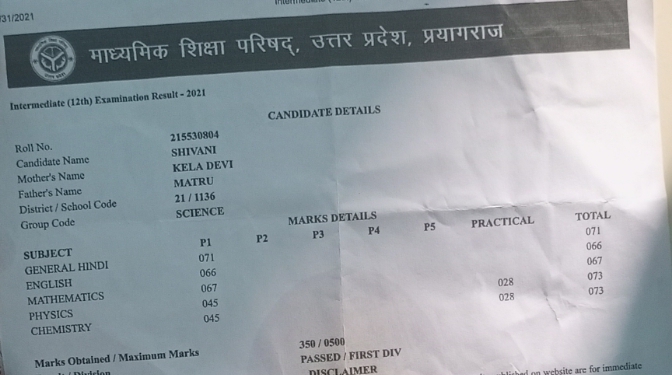 31/2021
माध्यमिक शिक्षा परिषद्, उत्तर प्रदेश, प्रयागराज
Intermediate (12th) Examination Result - 2021
CANDIDATE DETAILS
Roll No. 215530804
Candidate Name SHIVANI
Mother's Name KELA DEVI
Father's Name MATRU
District / School Code 21 / 1136
Group Code SCIENCE
MARKS DETAILS
SUBJECT P1 P2 P3 P4 P5 PRACTICAL TOTAL
GENERAL HINDI 071 071
ENGLISH 066 066
MATHEMATICS 067 067
PHYSICS 045 028 073
CHEMISTRY 045 028 073
Marks Obtained / Maximum Marks 350 / 0500
PASSED / FIRST DIV
DISCLAIMER
on website are for immediate